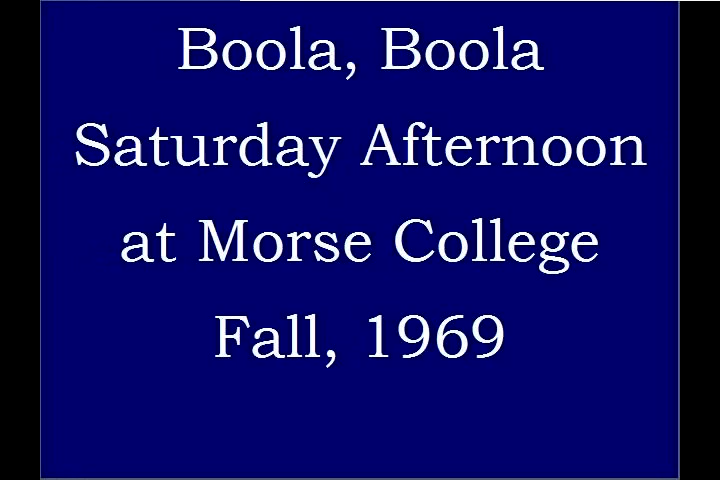 Boola, Boola
Saturday Afternoon
at Morse College
Fall, 1969